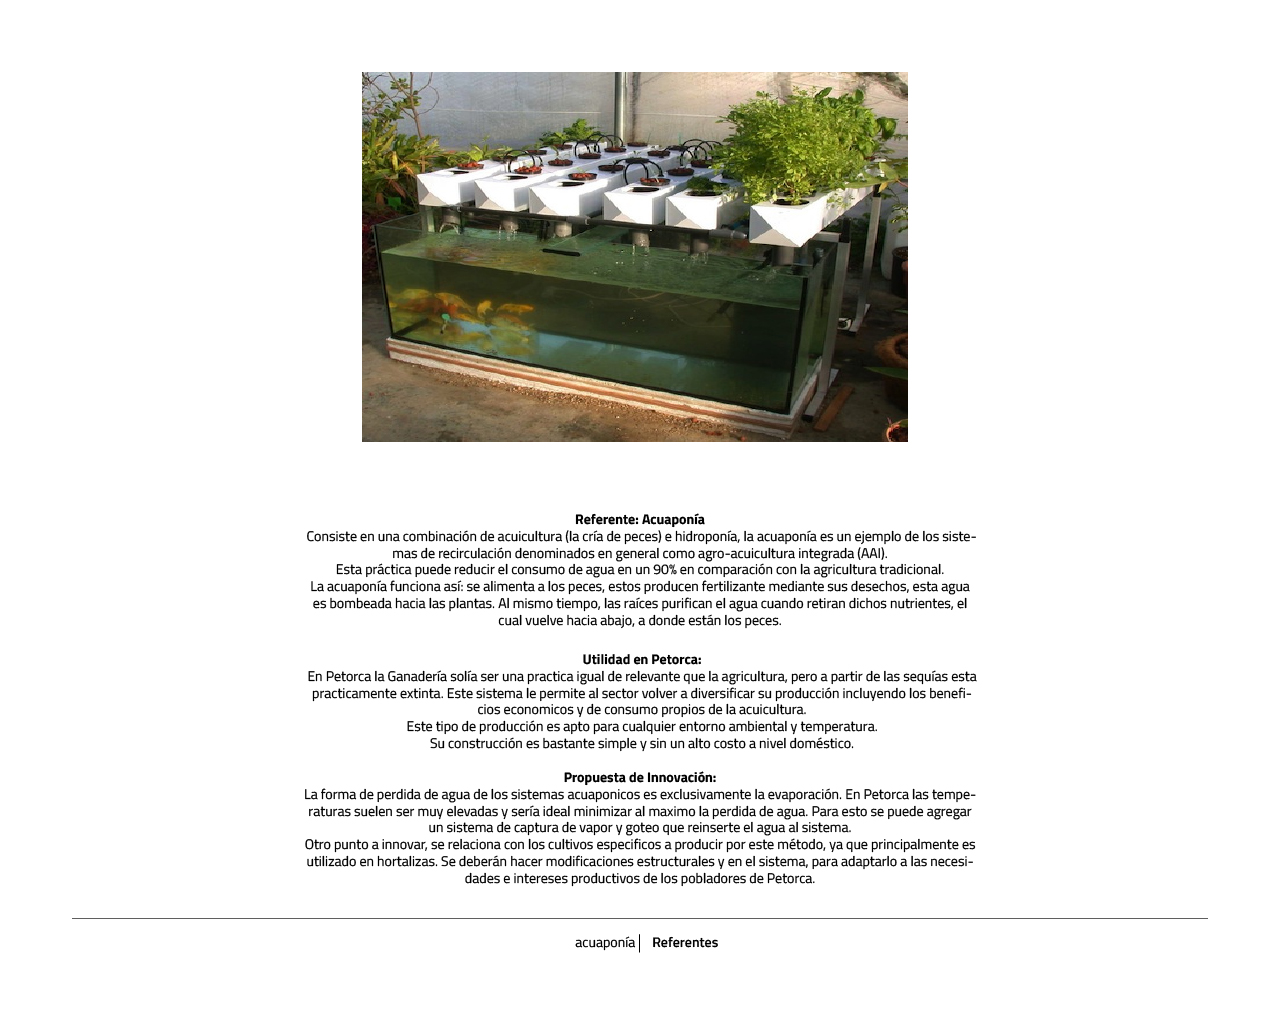 Referente: Acuaponía
Consiste en una combinación de acuicultura (la cría de peces) e hidroponía, la acuaponía es un ejemplo de los siste-
mas de recirculación denominados en general como agro-acuicultura integrada (AAI).
Esta práctica puede reducir el consumo de agua en un 90% en comparación con la agricultura tradicional.
La acuaponía funciona así: se alimenta a los peces, estos producen fertilizante mediante sus desechos, esta agua
es bombeada hacia las plantas. Al mismo tiempo, las raíces purifican el agua cuando retiran dichos nutrientes, el
cual vuelve hacia abajo, a donde están los peces.
Utilidad en Petorca:
En Petorca la Ganadería solía ser una practica igual de relevante que la agricultura, pero a partir de las sequías esta
practicamente extinta. Este sistema le permite al sector volver a diversificar su producción incluyendo los benefi-
cios economicos y de consumo propios de la acuicultura.
Este tipo de producción es apto para cualquier entorno ambiental y temperatura.
Su construcción es bastante simple y sin un alto costo a nivel doméstico.
Propuesta de Innovación:
La forma de perdida de agua de los sistemas acuaponicos es exclusivamente la evaporación. En Petorca las tempe-
raturas suelen ser muy elevadas y sería ideal minimizar al maximo la perdida de agua. Para esto se puede agregar
un sistema de captura de vapor y goteo que reinserte el agua al sistema.
Otro punto a innovar, se relaciona con los cultivos especificos a producir por este método, ya que principalmente es
utilizado en hortalizas. Se deberán hacer modificaciones estructurales y en el sistema, para adaptarlo a las necesi-
dades e intereses productivos de los pobladores de Petorca.
acuaponía | Referentes